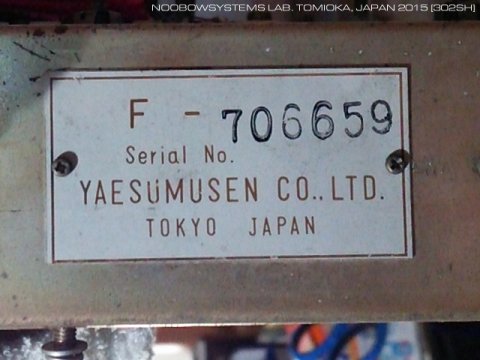 NOOBOWSYSTEMS LAB. TOMIOKA, JAPAN 2015 [302SH]
F - 706659
Serial No.
YAESUMUSEN CO., LTD.
TOKYO JAPAN